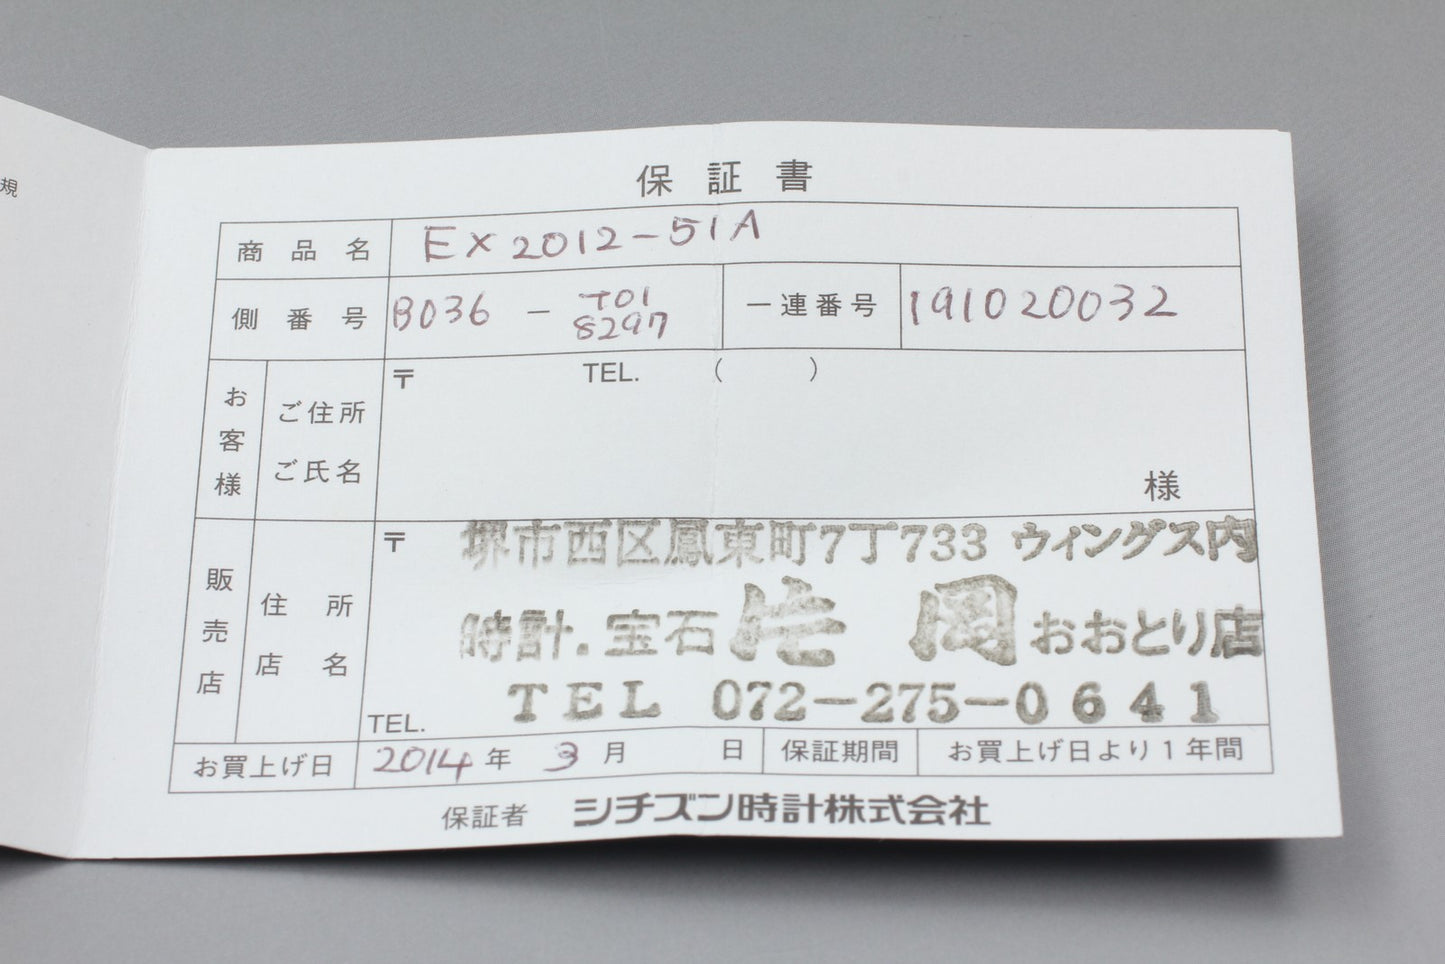 規
保証書
商品名 EX2012-51A
側番号 B036 - T01 8297 一連番号 191020032
お客様 ご住所 ご氏名 〒 TEL. ( ) 様
販売店 住所 店名 〒 堺市西区鳳東町7丁733 ウィングス内
時計.宝石 片岡 おおとり店
TEL. TEL 072-275-0641
お買上げ日 2014年 3月 日 保証期間 お買上げ日より1年間
保証者 シチズン時計株式会社